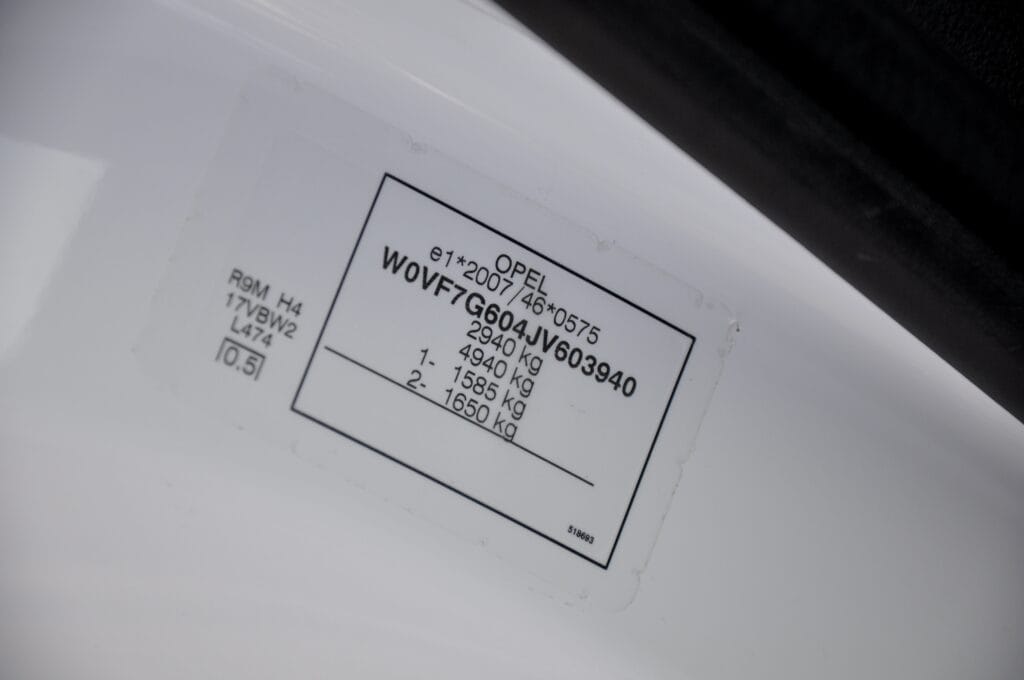 R9M H4
17VBW2
L474
0.5
OPEL
e1*2007/46*0575
W0VF7G604JV603940
2940 kg
4940 kg
1- 1585 kg
2- 1650 kg
518693